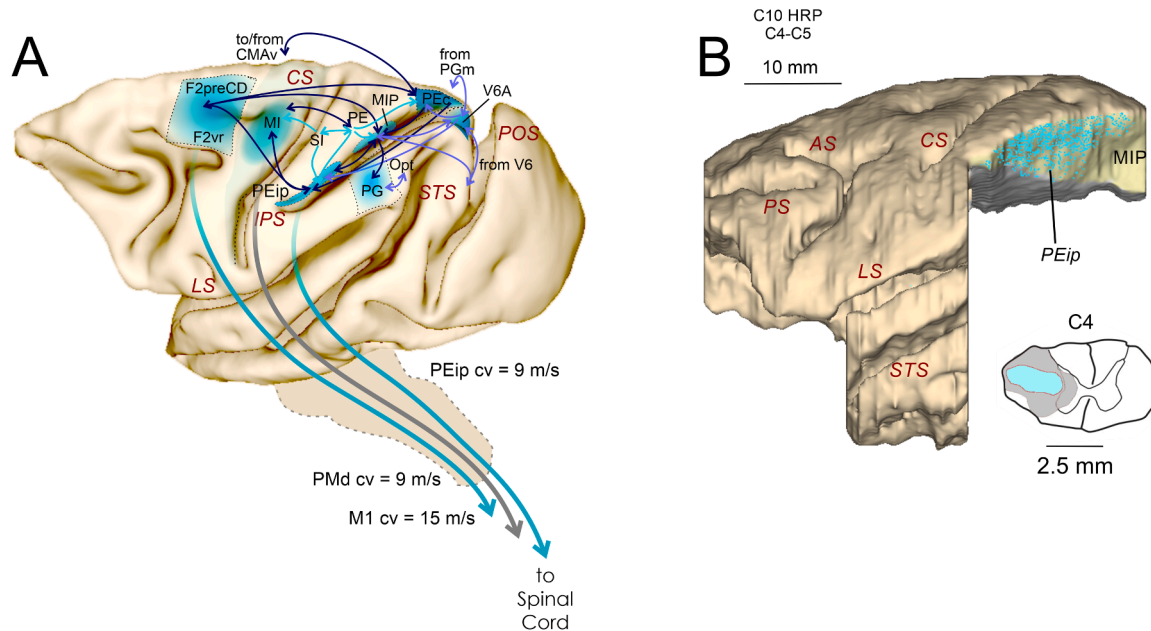 A
to/from
CMAv
CS
from
PGm
F2preCD
MIP
PEc
V6A
MI
PE
POS
F2vr
SI
from V6
Opt
PEip
PG
STS
IPS
LS
PEip cv = 9 m/s
PMd cv = 9 m/s
M1 cv = 15 m/s
to
Spinal
Cord
B
C10 HRP
C4-C5
10 mm
AS
CS
MIP
PS
PEip
LS
C4
STS
2.5 mm